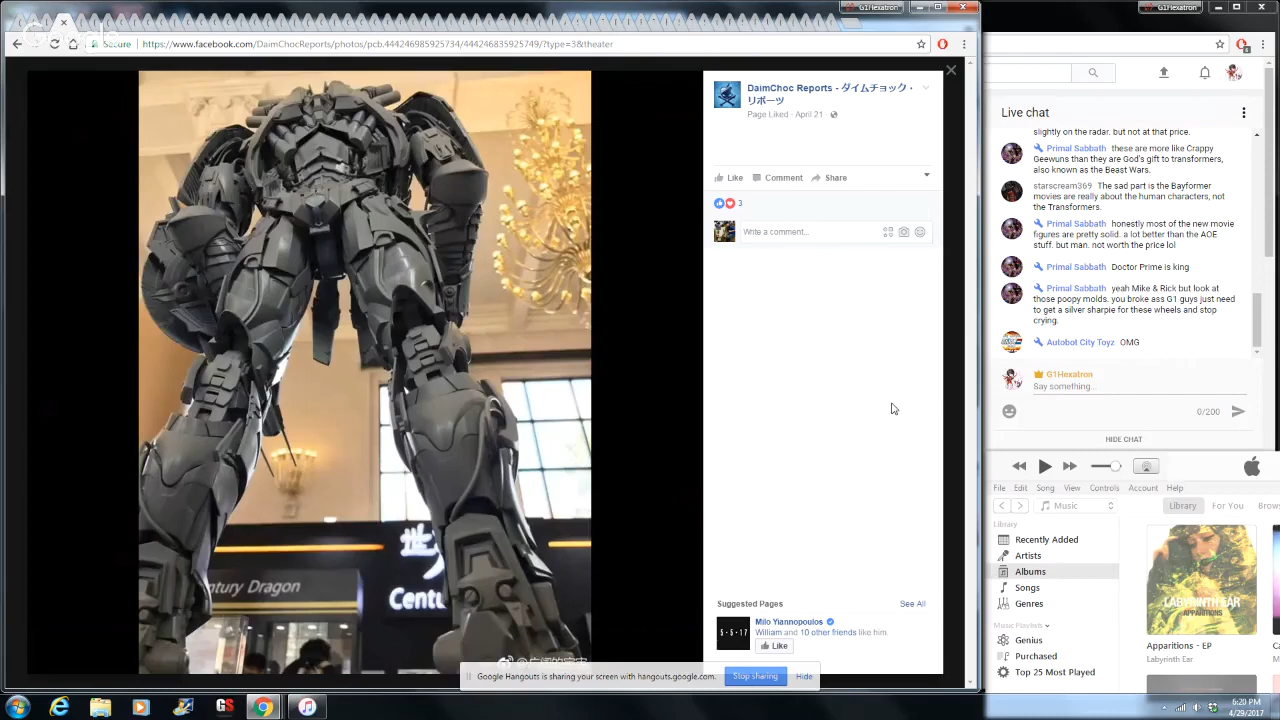 G1Hexatron
G1Hexatron
Secure
https://www.facebook.com/DaimChocReports/photos/pcb.444246985925734/444246835925749/?type=3&theater
DaimChoc Reports - ダイムチョック・
リポーツ
Page Liked · April 21 ·
Like
Comment
Share
3
Write a comment...
Century Dragon
世
Centu
Suggested Pages
See All
5·5·17
Milo Yiannopoulos
William and 10 other friends like him.
Like
Google Hangouts is sharing your screen with hangouts.google.com.
Stop sharing
Hide
Live chat
slightly on the radar. but not at that price.
Primal Sabbath these are more like Crappy
Geewuns than they are God's gift to transformers,
also known as the Beast Wars.
starscream369 The sad part is the Bayformer
movies are really about the human characters, not
the Transformers.
Primal Sabbath honestly most of the new movie
figures are pretty solid. a lot better than the AOE
stuff. but man. not worth the price lol
Primal Sabbath Doctor Prime is king
Primal Sabbath yeah Mike & Rick but look at
those poopy molds. you broke ass G1 guys just need
to get a silver sharpie for these wheels and stop
crying.
Autobot City Toyz OMG
G1Hexatron
Say something...
0/200
HIDE CHAT
File Edit Song View Controls Account Help
Music
Library
For You
Brows
Library
Recently Added
Artists
Albums
Songs
Genres
Music Playlists
Genius
Purchased
Top 25 Most Played
LABYRINTH EAR
APPARITIONS
Apparitions - EP
Labyrinth Ear
GS
6:20 PM
4/29/2017